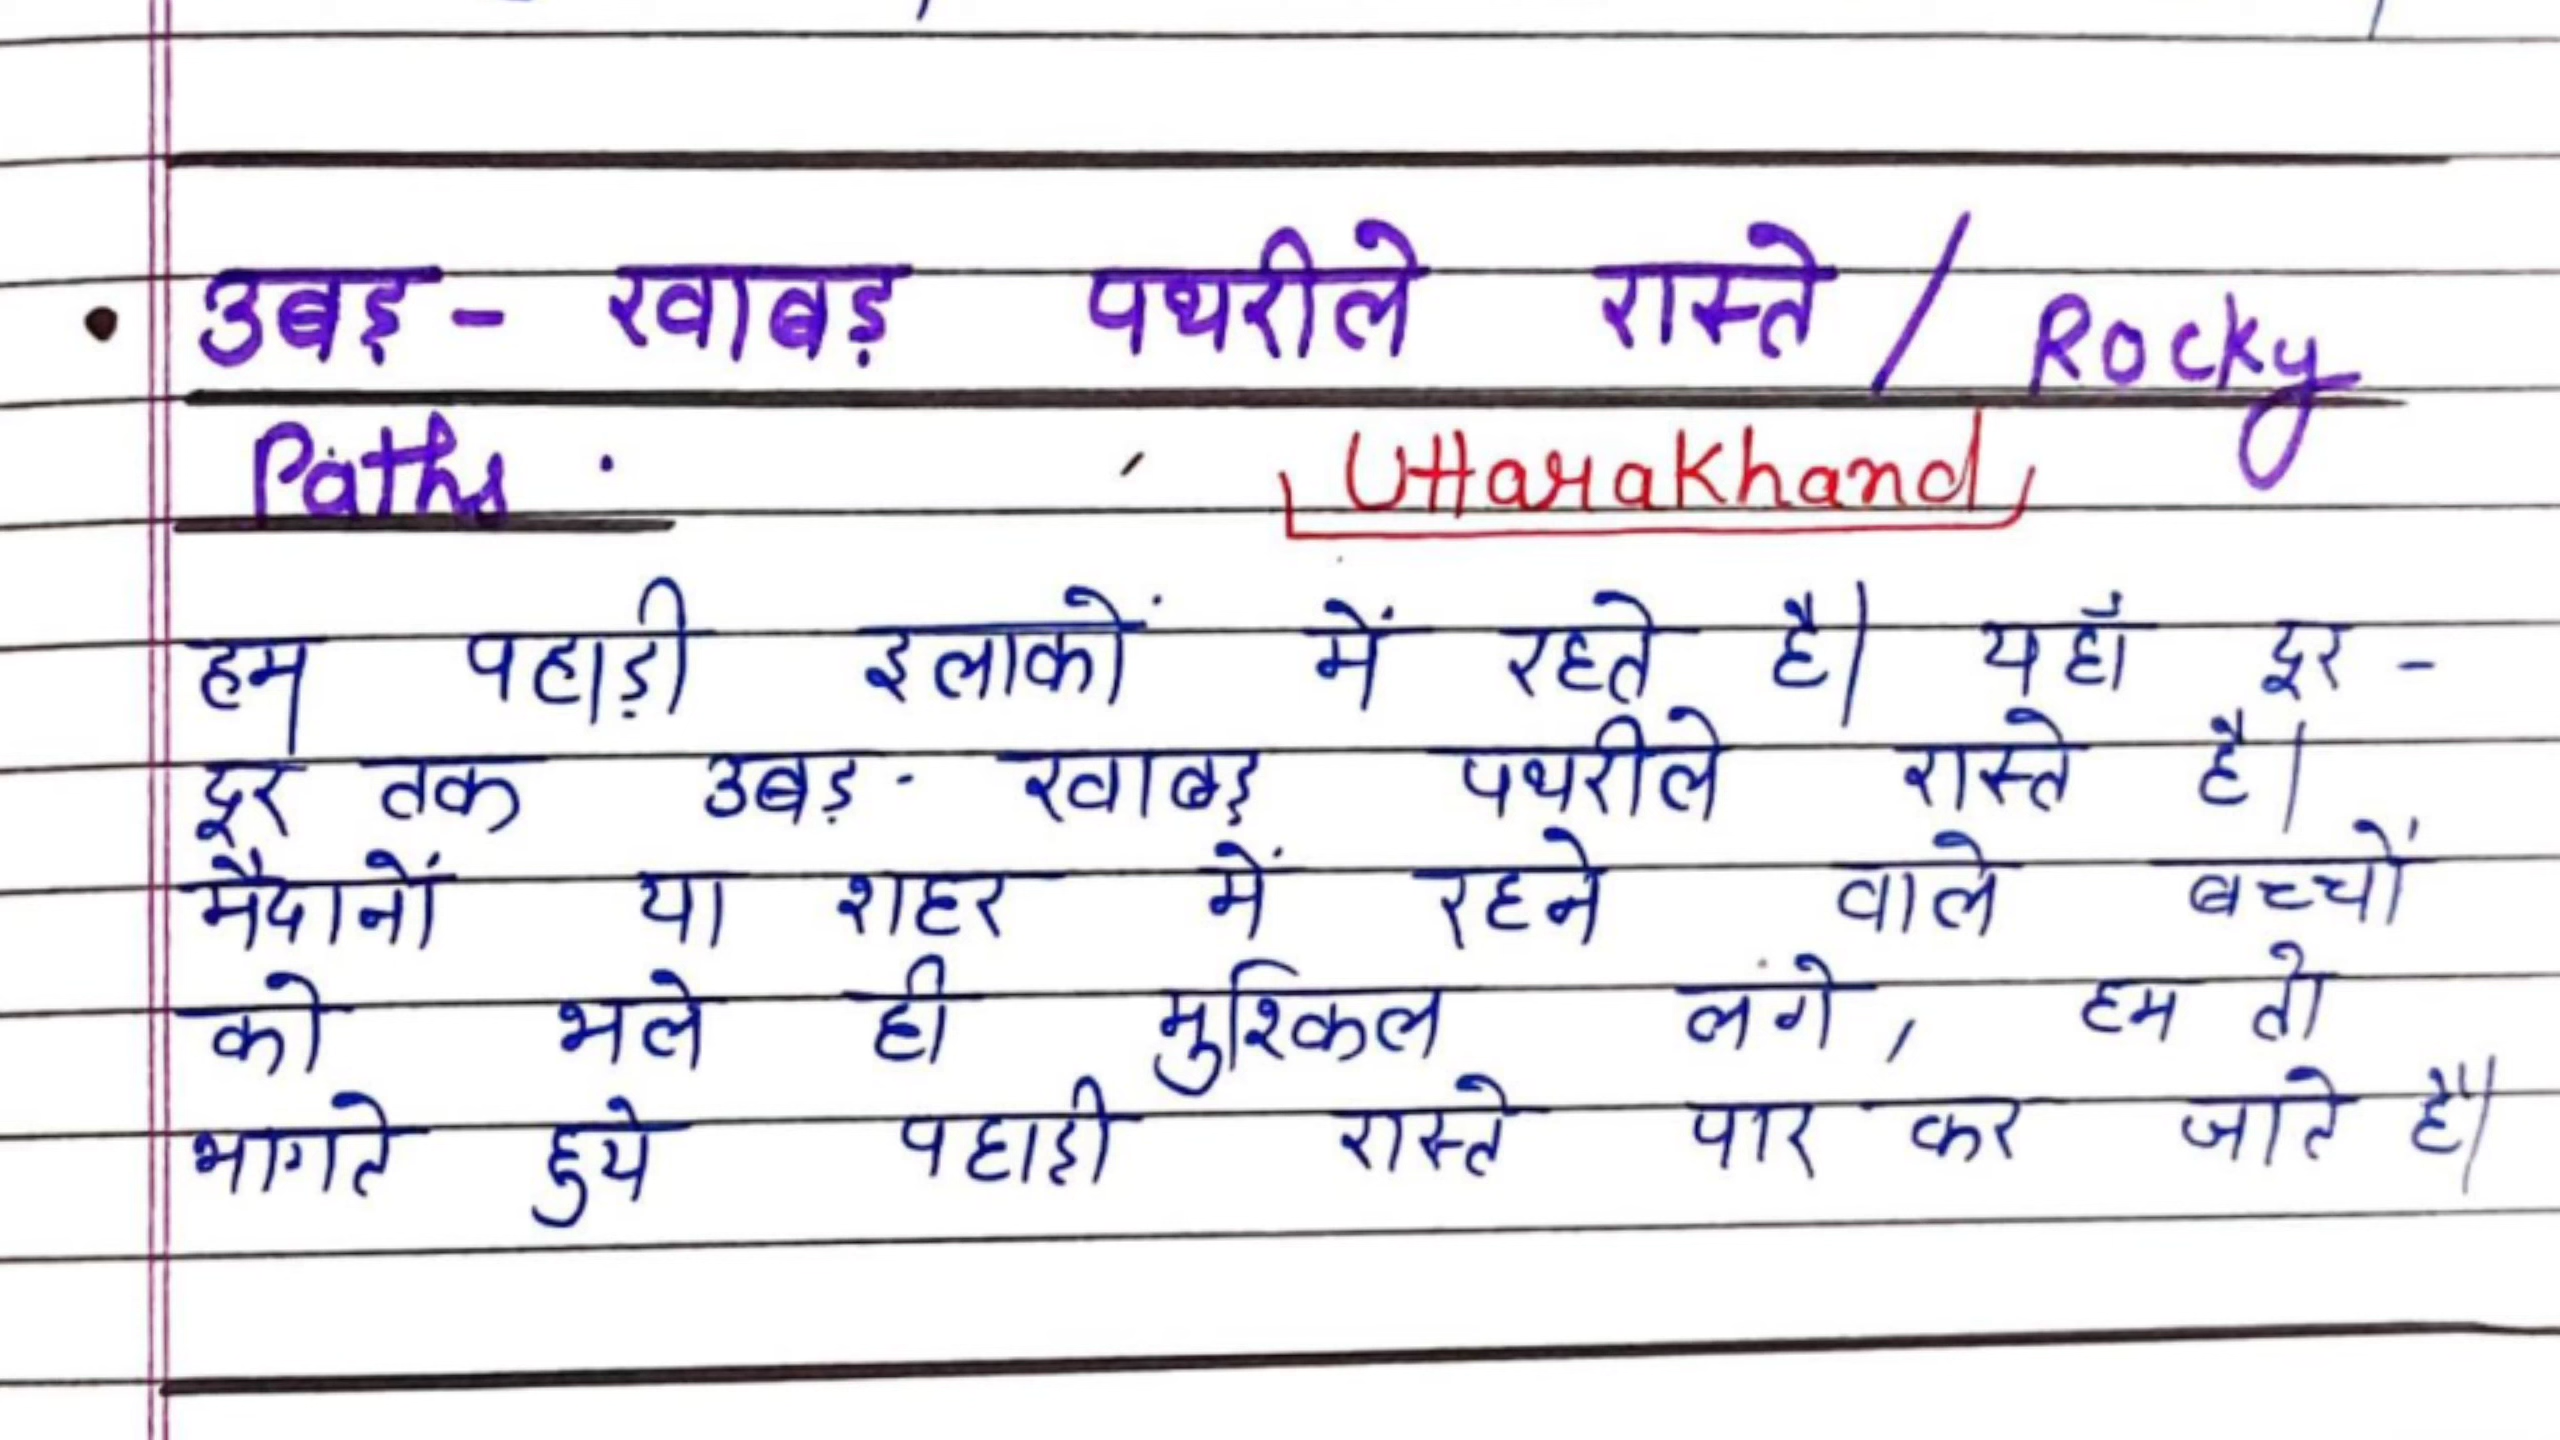 • उबड़ - खाबड़ पथरीले रास्ते / Rocky
Paths. Uttarakhand
हम पहाड़ी इलाकों में रहते है। यहाँ दूर -
दूर तक उबड़ - खाबड़ पथरीले रास्ते है।
मैदानों या शहर में रहने वाले बच्चों
को भले ही मुश्किल लंगे, हम तो
भागते हुये पहाड़ी रास्ते पार कर जाते है।